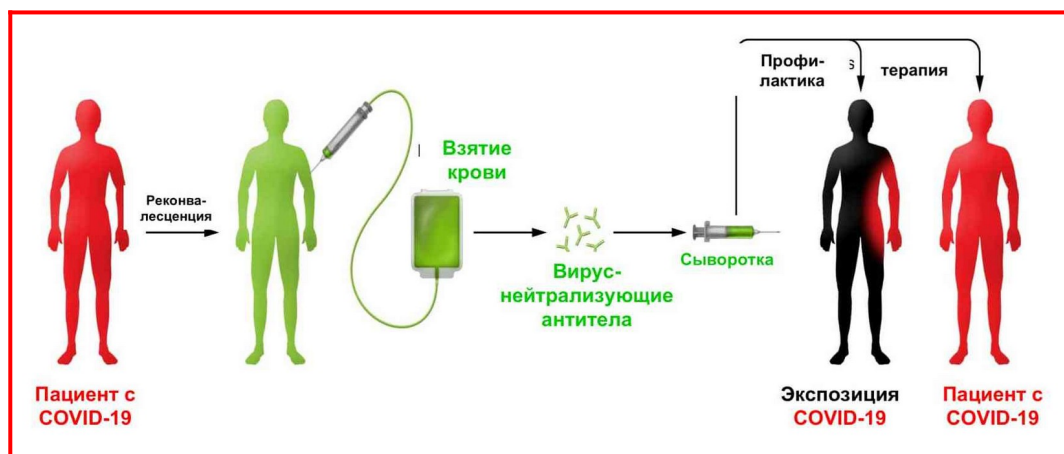 Профи-
лактика
s
терапия
Взятие
крови
Реконва-
лесценция
Сыворотка
Вирус-
нейтрализующие
антитела
Пациент с
COVID-19
Экспозиция
COVID-19
Пациент с
COVID-19